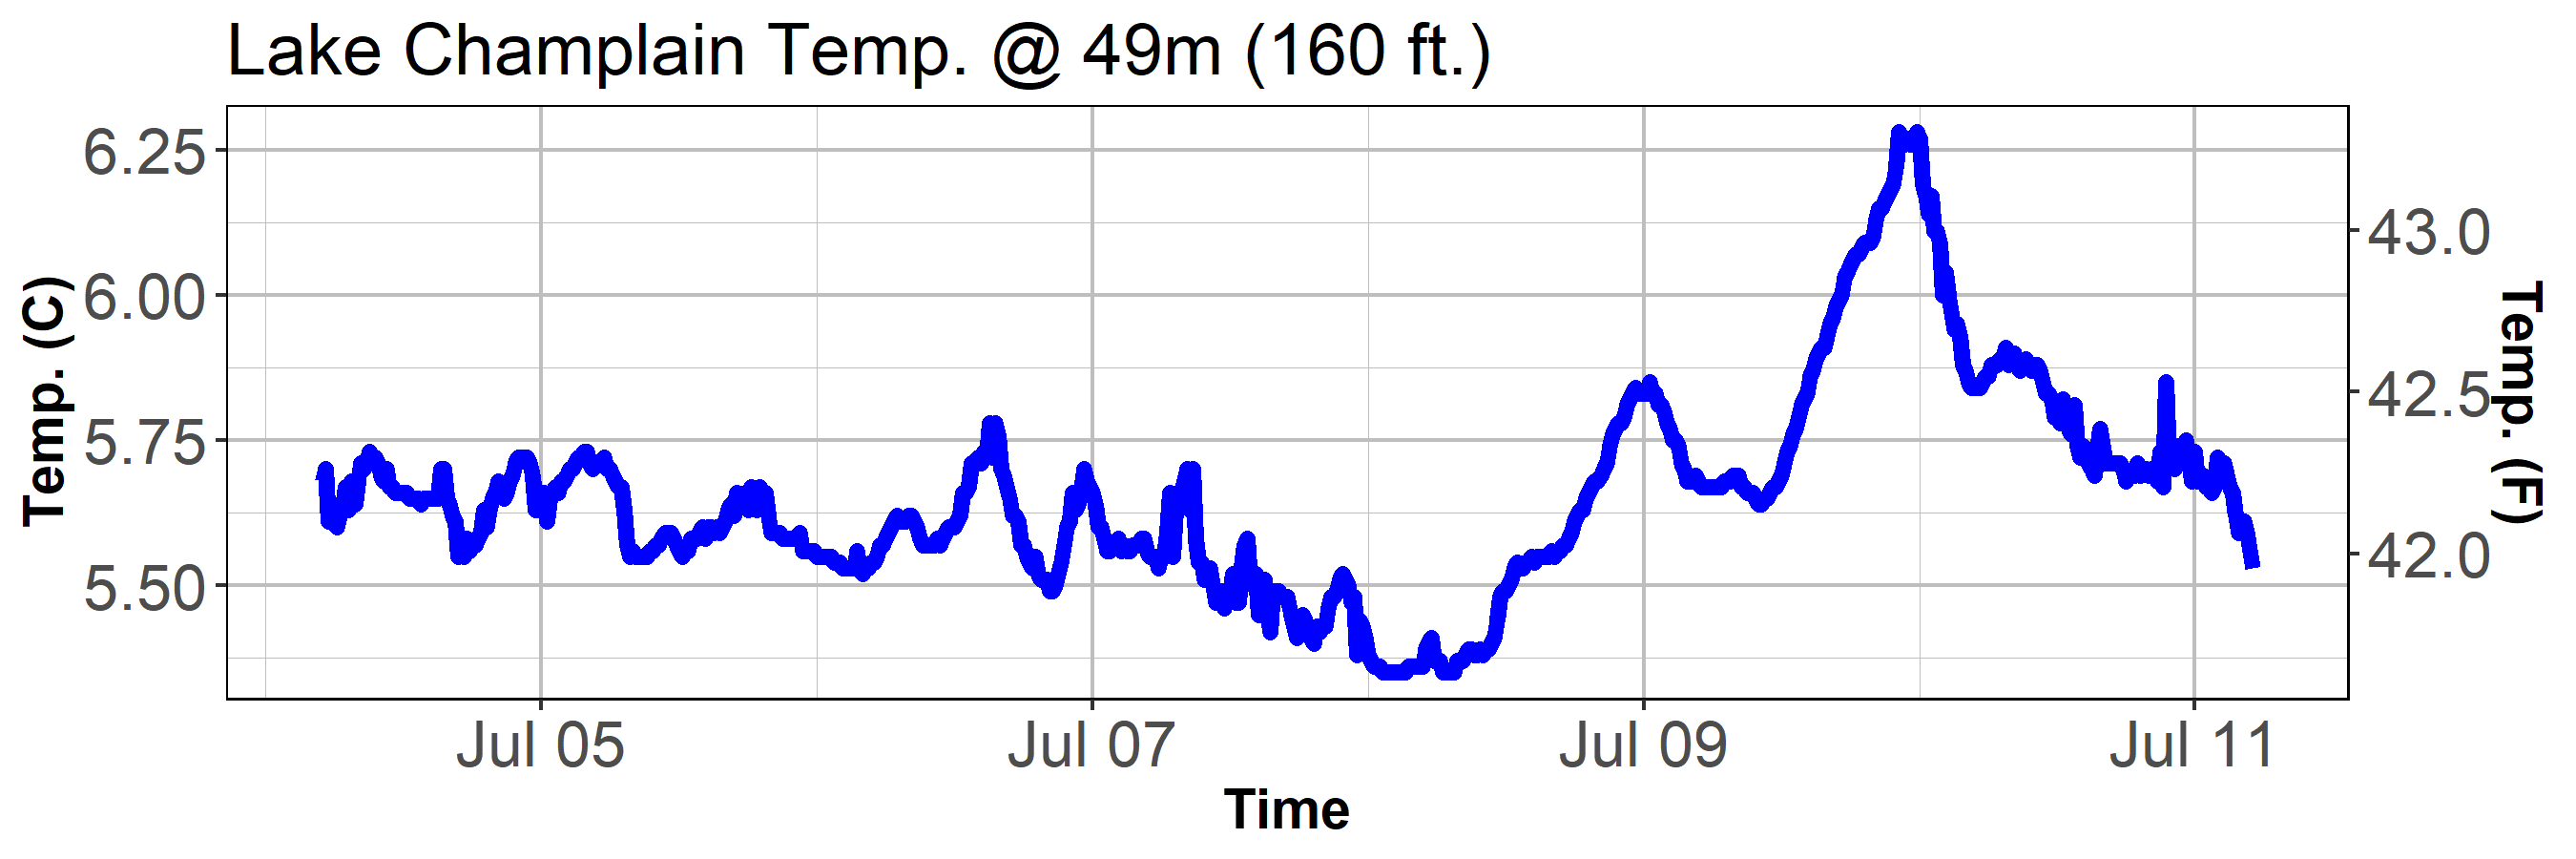 Lake Champlain Temp. @ 49m (160 ft.)
6.25
6.00
5.75
5.50
Temp. (C)
43.0
42.5
42.0
Temp. (F)
Jul 05
Jul 07
Jul 09
Jul 11
Time